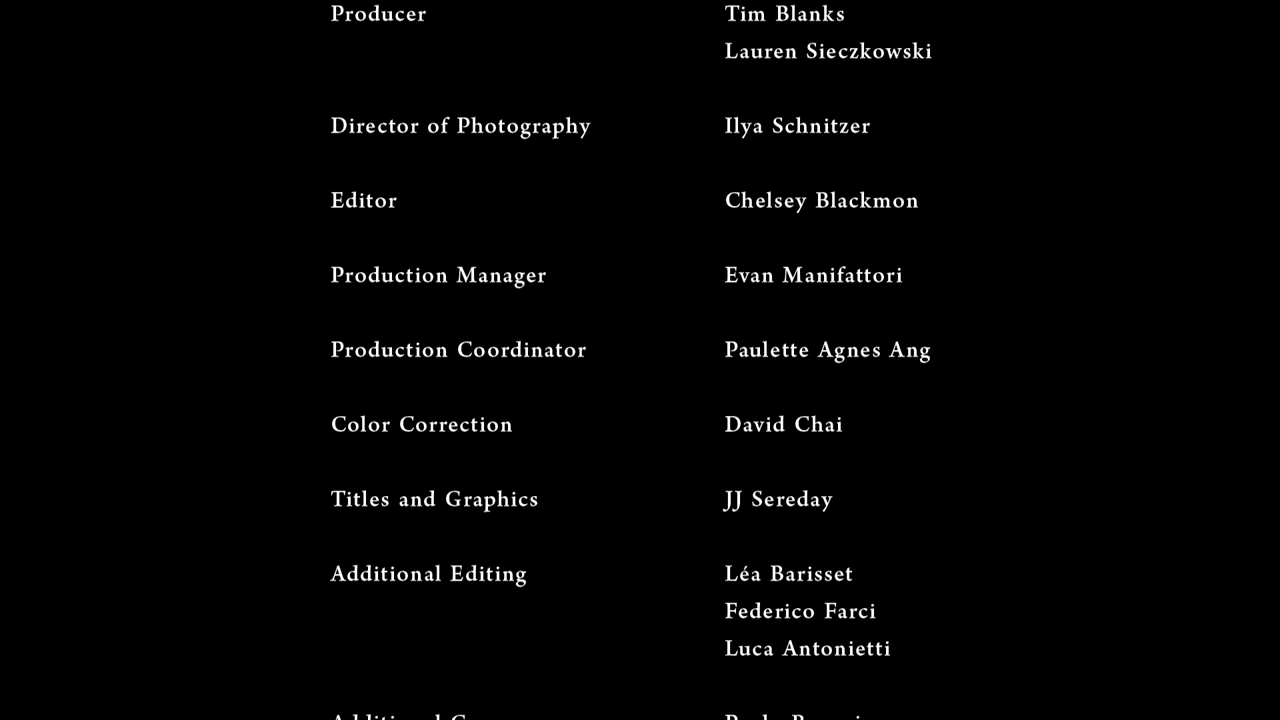 Producer Tim Blanks
Lauren Sieczkowski
Director of Photography Ilya Schnitzer
Editor Chelsey Blackmon
Production Manager Evan Manifattori
Production Coordinator Paulette Agnes Ang
Color Correction David Chai
Titles and Graphics JJ Sereday
Additional Editing Léa Barisset
Federico Farci
Luca Antonietti
Additional